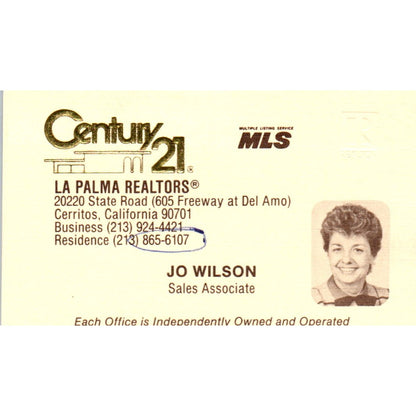 Century 21®
MULTIPLE LISTING SERVICE
MLS
LA PALMA REALTORS®
20220 State Road (605 Freeway at Del Amo)
Cerritos, California 90701
Business (213) 924-4421
Residence (213) 865-6107
JO WILSON
Sales Associate
Each Office is Independently Owned and Operated